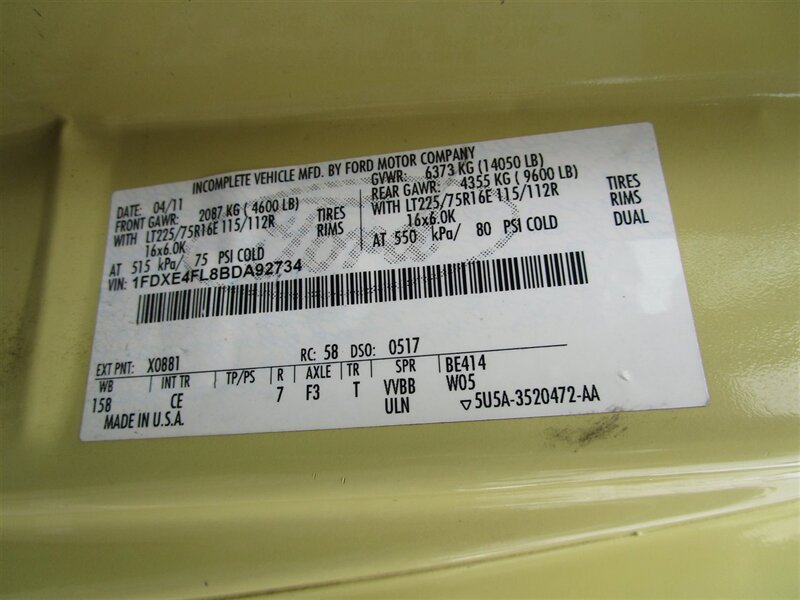 INCOMPLETE VEHICLE MFD. BY FORD MOTOR COMPANY
DATE: 04/11 GVWR: 6373 KG (14050 LB)
FRONT GAWR: 2087 KG (4600 LB) REAR GAWR: 4355 KG (9600 LB)
WITH LT225/75R16E 115/112R TIRES WITH LT225/75R16E 115/112R TIRES
16x6.0K RIMS 16x6.0K RIMS
AT 515 kPa/ 75 PSI COLD AT 550 kPa/ 80 PSI COLD DUAL
VIN: 1FDXE4FL8BDA92734
Ford
EXT PNT: X0881 RC: 58 DSO: 0517
WB INT TR TP/PS R AXLE TR SPR BE414
158 CE 7 F3 T VVBB W05
MADE IN U.S.A. ULN ▽5U5A-3520472-AA